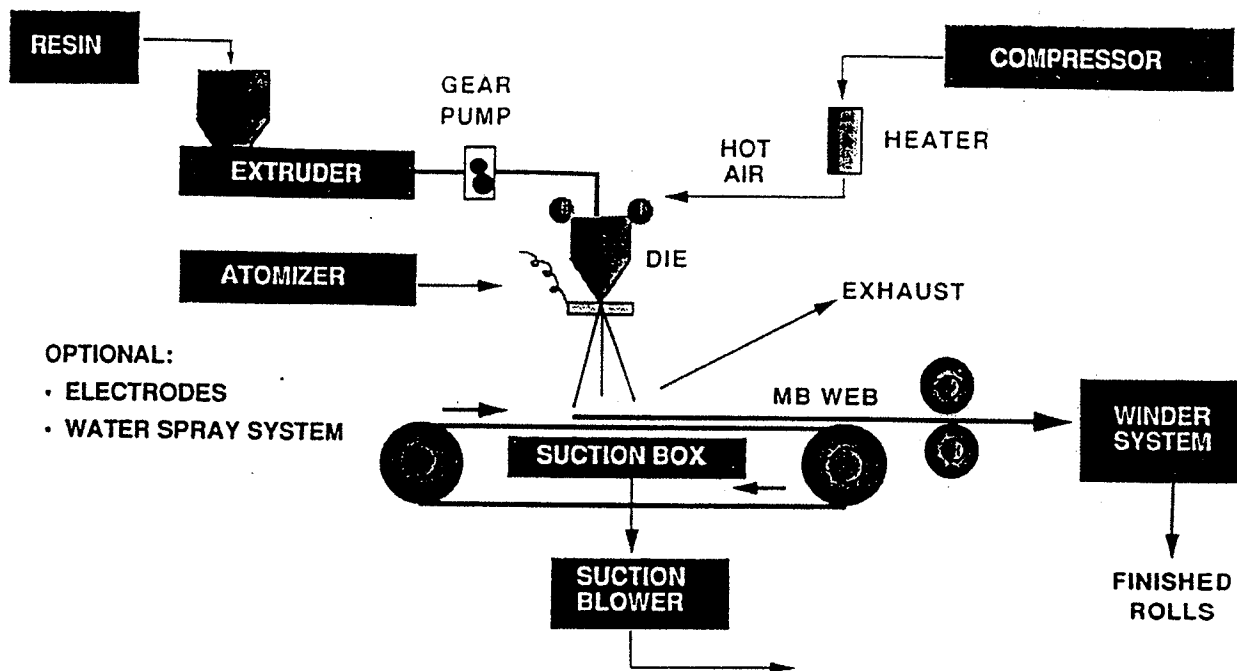 RESIN
COMPRESSOR
GEAR
PUMP
HEATER
HOT
AIR
EXTRUDER
DIE
ATOMIZER
EXHAUST
OPTIONAL:
• ELECTRODES
• WATER SPRAY SYSTEM
MB WEB
WINDER
SYSTEM
SUCTION BOX
SUCTION
BLOWER
FINISHED
ROLLS